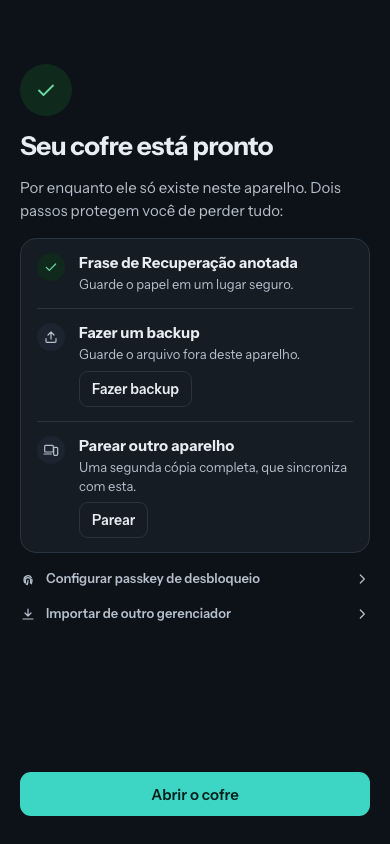 Seu cofre está pronto
Por enquanto ele só existe neste aparelho. Dois
passos protegem você de perder tudo:
Frase de Recuperação anotada
Guarde o papel em um lugar seguro.
Fazer um backup
Guarde o arquivo fora deste aparelho.
Fazer backup
Parear outro aparelho
Uma segunda cópia completa, que sincroniza
com esta.
Parear
Configurar passkey de desbloqueio
Importar de outro gerenciador
Abrir o cofre